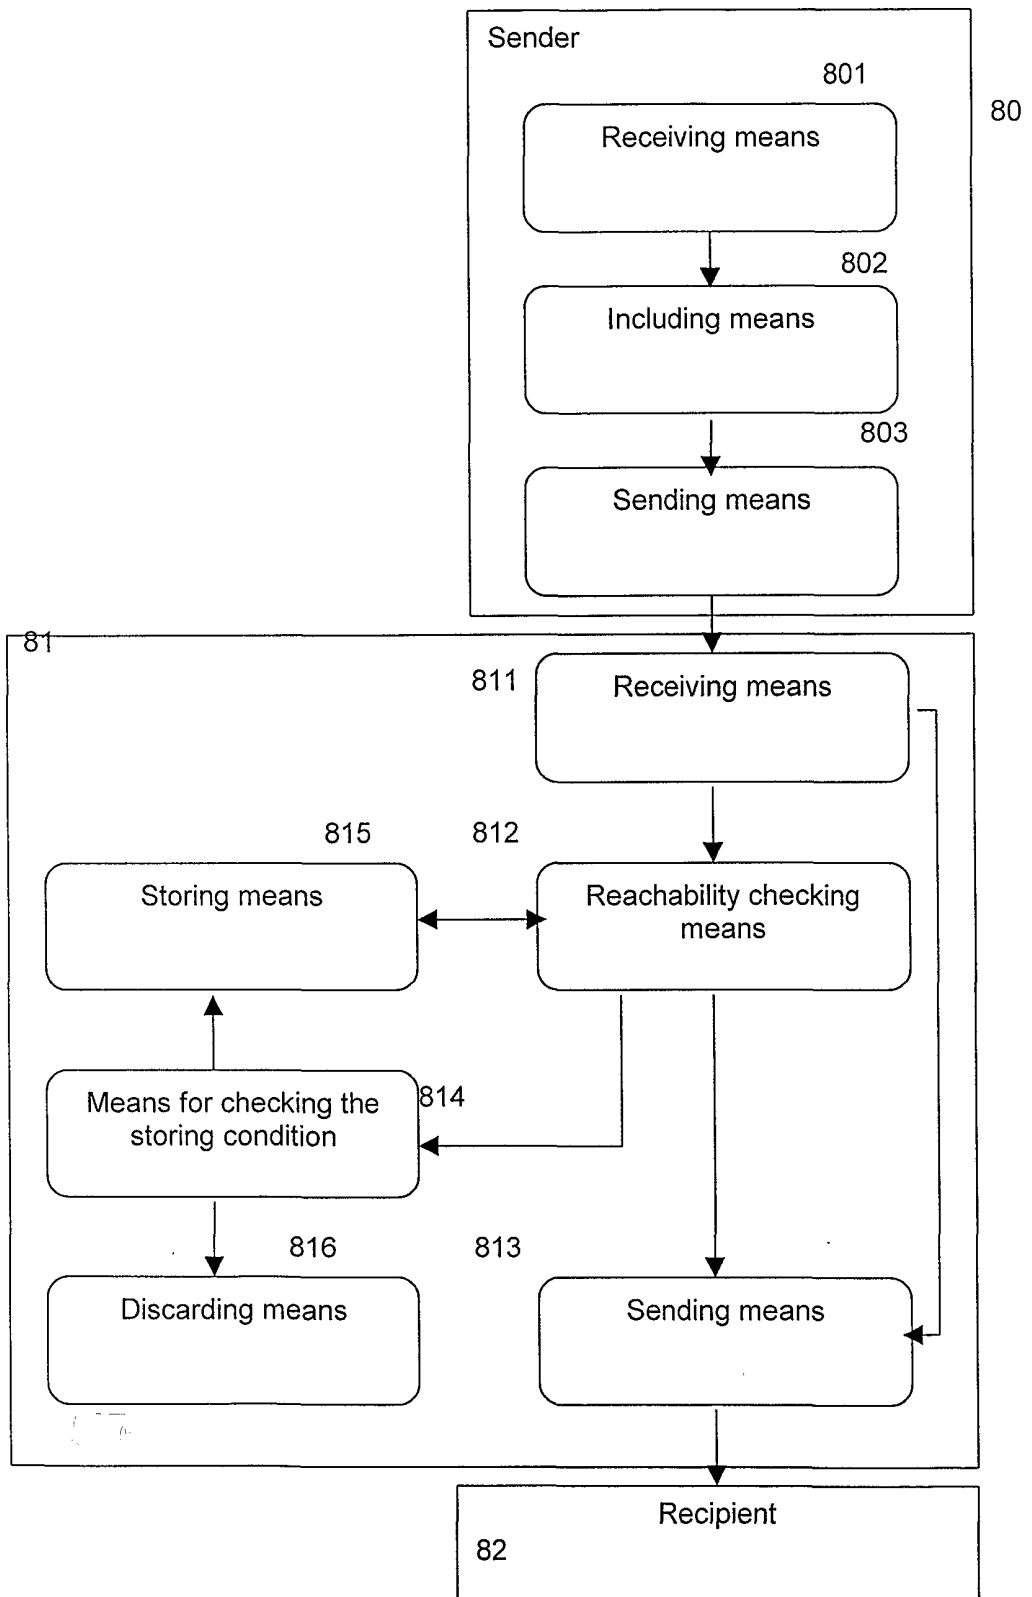 Sender
801
80
Receiving means
802
Including means
803
Sending means
81
811
Receiving means
815
812
Storing means
Reachability checking
means
Means for checking the
storing condition
814
816
813
Discarding means
Sending means
Recipient
82